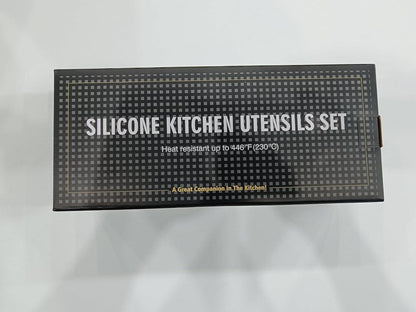 SILICONE KITCHEN UTENSILS SET
Heat resistant up to 446°F(230°C)
A Great Companion In The Kitchen!